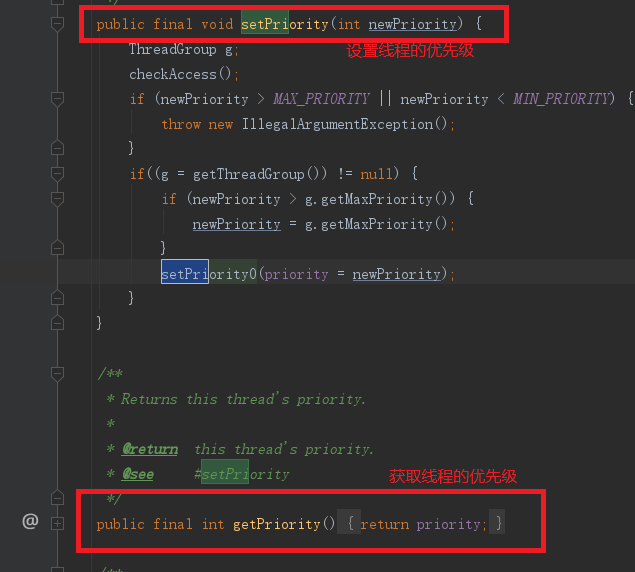 */
public final void setPriority(int newPriority) {
设置线程的优先级
ThreadGroup g;
checkAccess();
if (newPriority > MAX_PRIORITY || newPriority < MIN_PRIORITY) {
throw new IllegalArgumentException();
}
if((g = getThreadGroup()) != null) {
if (newPriority > g.getMaxPriority()) {
newPriority = g.getMaxPriority();
}
setPriority0(priority = newPriority);
}
}
/**
* Returns this thread's priority.
*
* @return  this thread's priority.
* @see     #setPriority
获取线程的优先级
*/
@ public final int getPriority() { return priority; }
/**